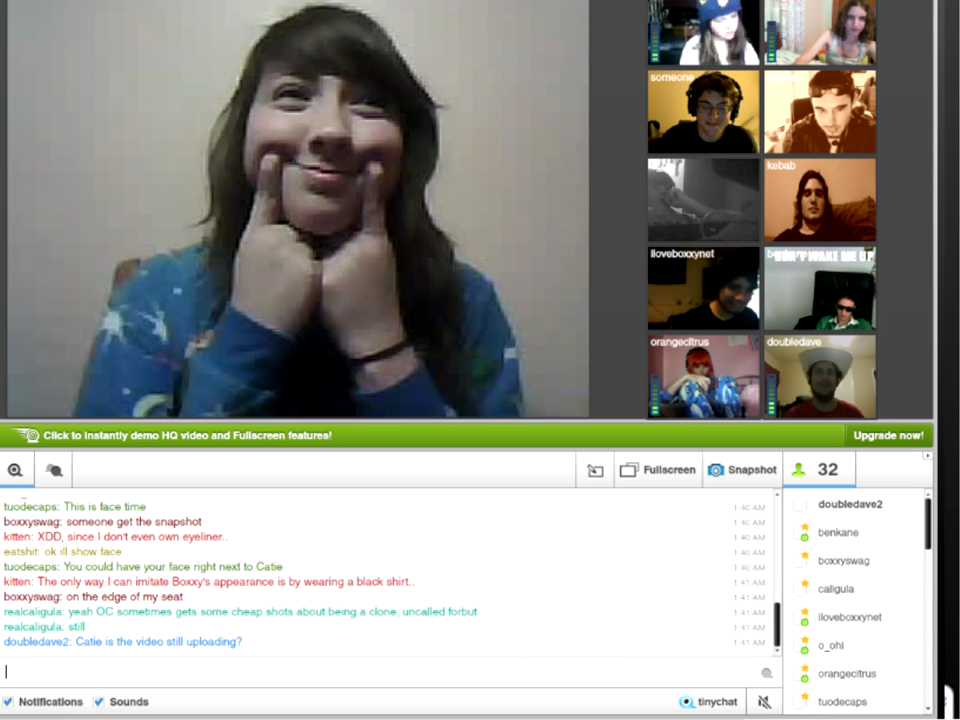 someone
kebab
iloveboxxynet
DON'T WAKE ME UP
orangecitrus
doubledave
Click to instantly demo HQ video and Fullscreen features!
Upgrade now!
Fullscreen
Snapshot
32
tuodecaps: This is face time
1:40 AM
boxxyswag: someone get the snapshot
1:40 AM
kitten: XDD, since I don't even own eyeliner..
1:40 AM
eatshit: ok ill show face
1:40 AM
tuodecaps: You could have your face right next to Catie
1:40 AM
kitten: The only way I can imitate Boxxy's appearance is by wearing a black shirt..
1:41 AM
boxxyswag: on the edge of my seat
1:41 AM
realcaligula: yeah OC sometimes gets some cheap shots about being a clone, uncalled forbut
1:41 AM
realcaligula: still
1:41 AM
doubledave2: Catie is the video still uploading?
1:41 AM
doubledave2
benkane
boxxyswag
caligula
iloveboxxynet
o_ohi
orangecitrus
tuodecaps
Notifications
Sounds
tinychat